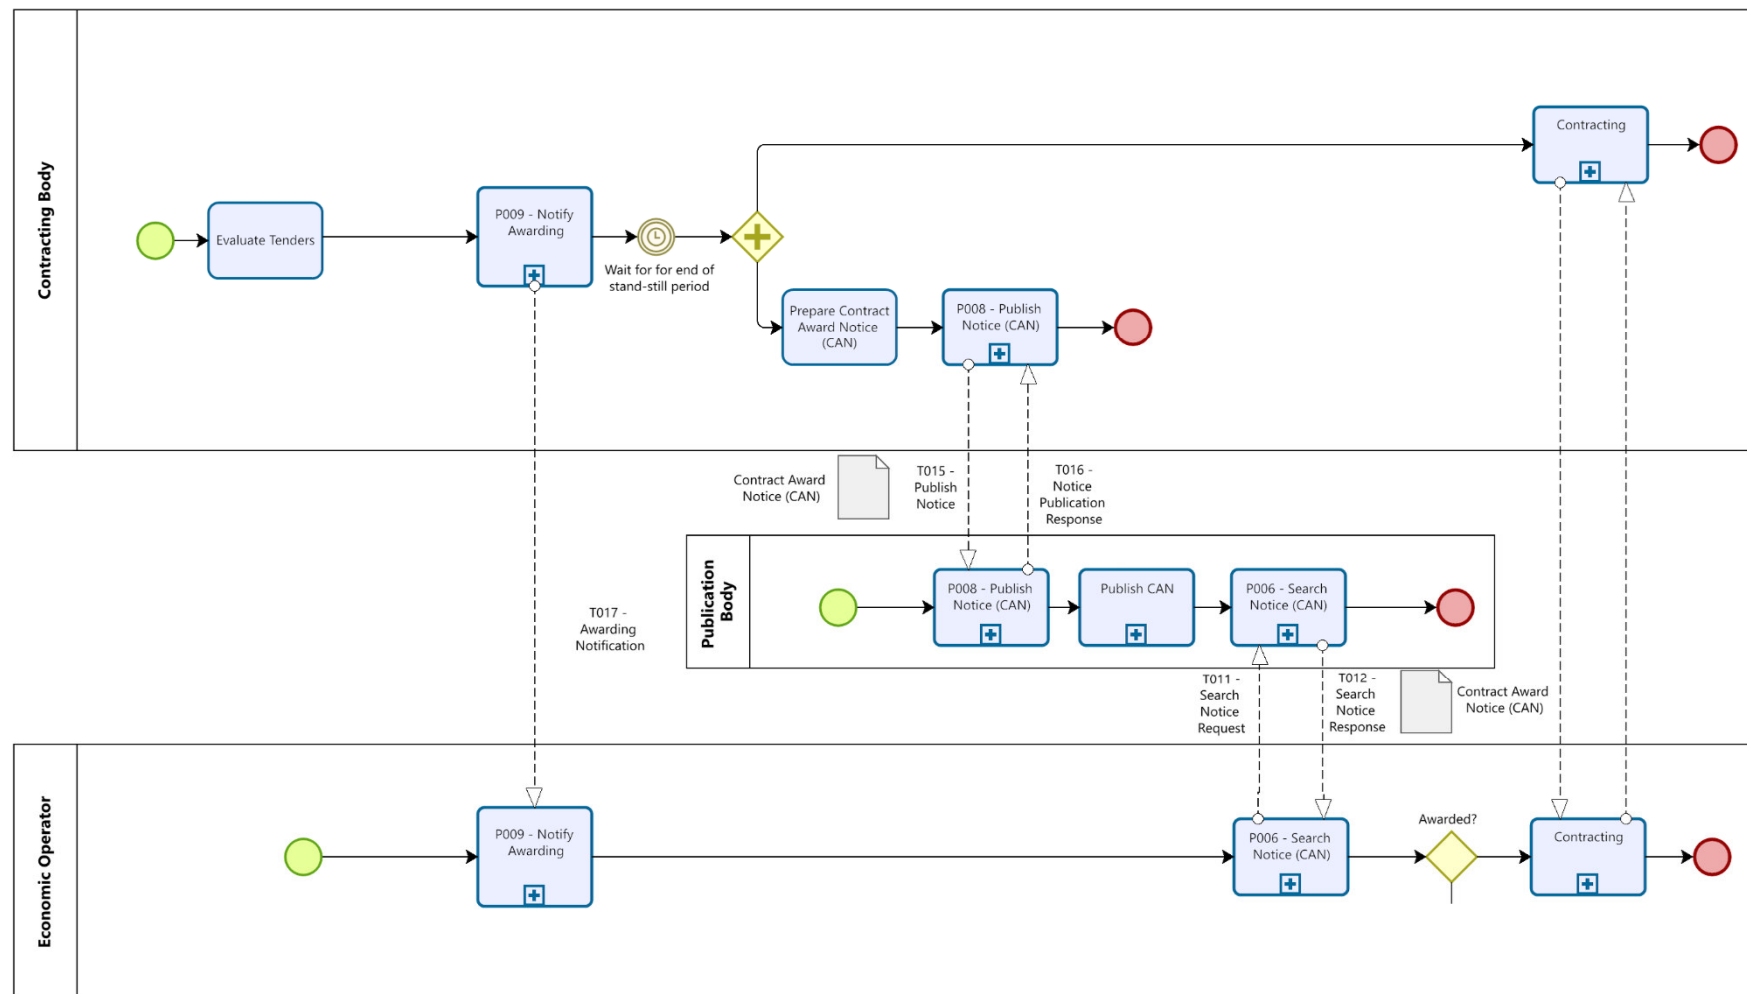 Contracting Body
Evaluate Tenders
P009 - Notify
Awarding
Wait for for end of
stand-still period
Prepare Contract
Award Notice
(CAN)
P008 - Publish
Notice (CAN)
Contracting
Contract Award
Notice (CAN)
T015 -
Publish
Notice
T016 -
Notice
Publication
Response
T017 -
Awarding
Notification
Publication
Body
P008 - Publish
Notice (CAN)
Publish CAN
P006 - Search
Notice (CAN)
T011 -
Search
Notice
Request
T012 -
Search
Notice
Response
Contract Award
Notice (CAN)
Economic Operator
P009 - Notify
Awarding
P006 - Search
Notice (CAN)
Awarded?
Contracting